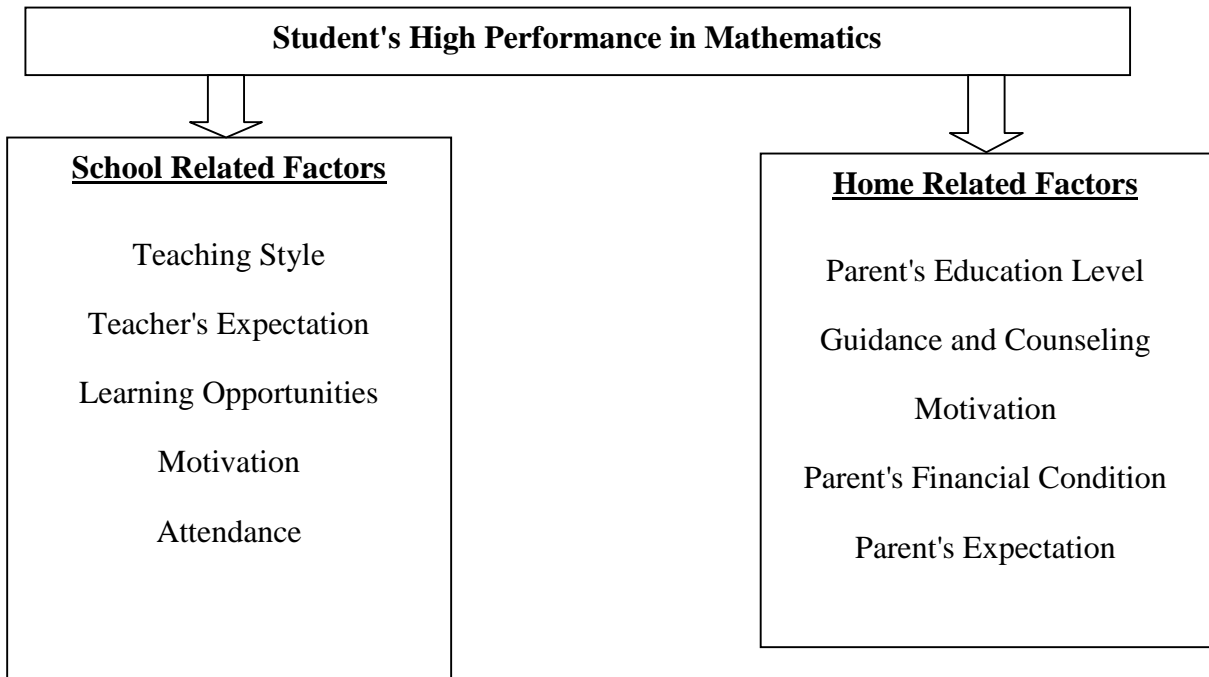 Student's High Performance in Mathematics
School Related Factors
Teaching Style
Teacher's Expectation
Learning Opportunities
Motivation
Attendance
Home Related Factors
Parent's Education Level
Guidance and Counseling
Motivation
Parent's Financial Condition
Parent's Expectation